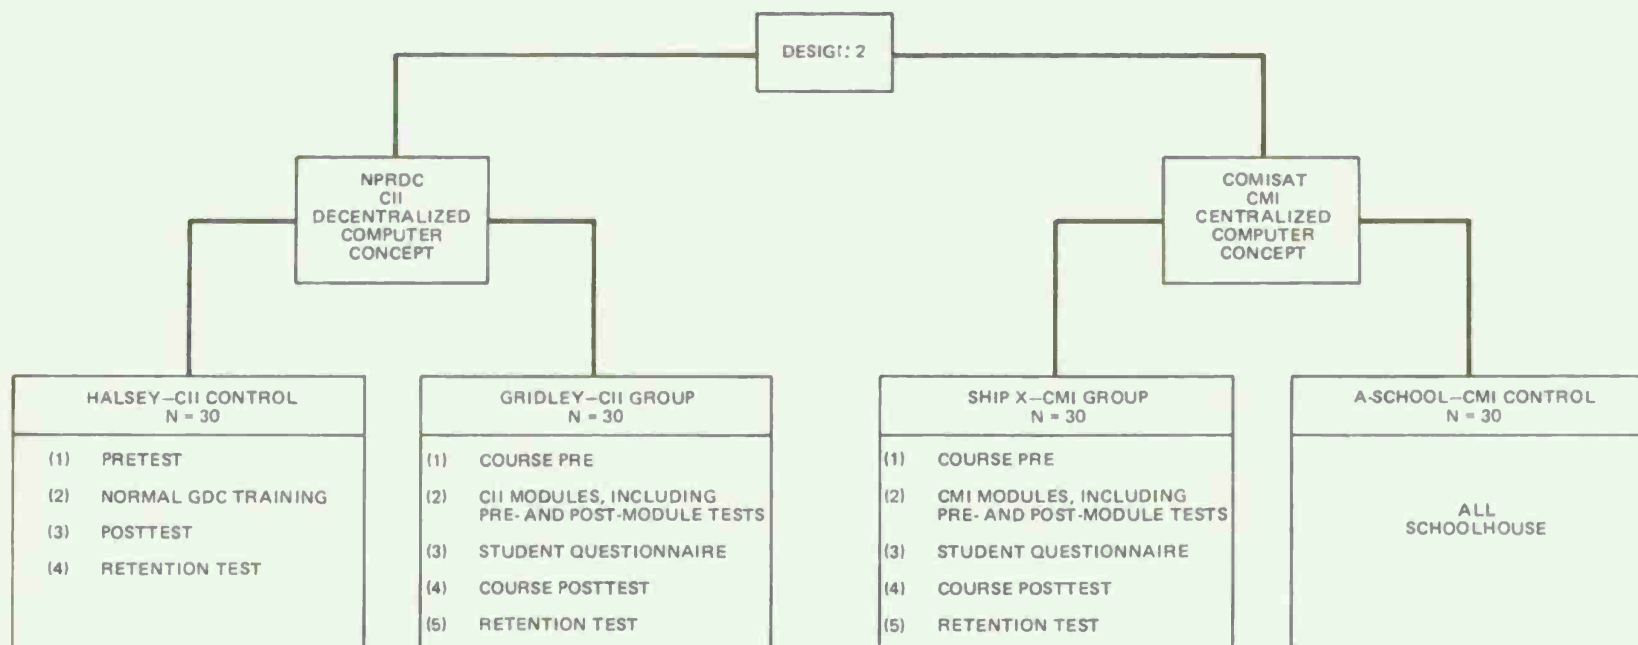 DESIGN 2
NPRDC
CII
DECENTRALIZED
COMPUTER
CONCEPT
COMISAT
CMI
CENTRALIZED
COMPUTER
CONCEPT
HALSEY—CII CONTROL
N = 30
(1) PRETEST
(2) NORMAL GDC TRAINING
(3) POSTTEST
(4) RETENTION TEST
GRIDLEY—CII GROUP
N = 30
(1) COURSE PRE
(2) CII MODULES, INCLUDING
PRE- AND POST-MODULE TESTS
(3) STUDENT QUESTIONNAIRE
(4) COURSE POSTTEST
(5) RETENTION TEST
SHIP X—CMI GROUP
N = 30
(1) COURSE PRE
(2) CMI MODULES, INCLUDING
PRE- AND POST-MODULE TESTS
(3) STUDENT QUESTIONNAIRE
(4) COURSE POSTTEST
(5) RETENTION TEST
A-SCHOOL—CMI CONTROL
N = 30
ALL
SCHOOLHOUSE